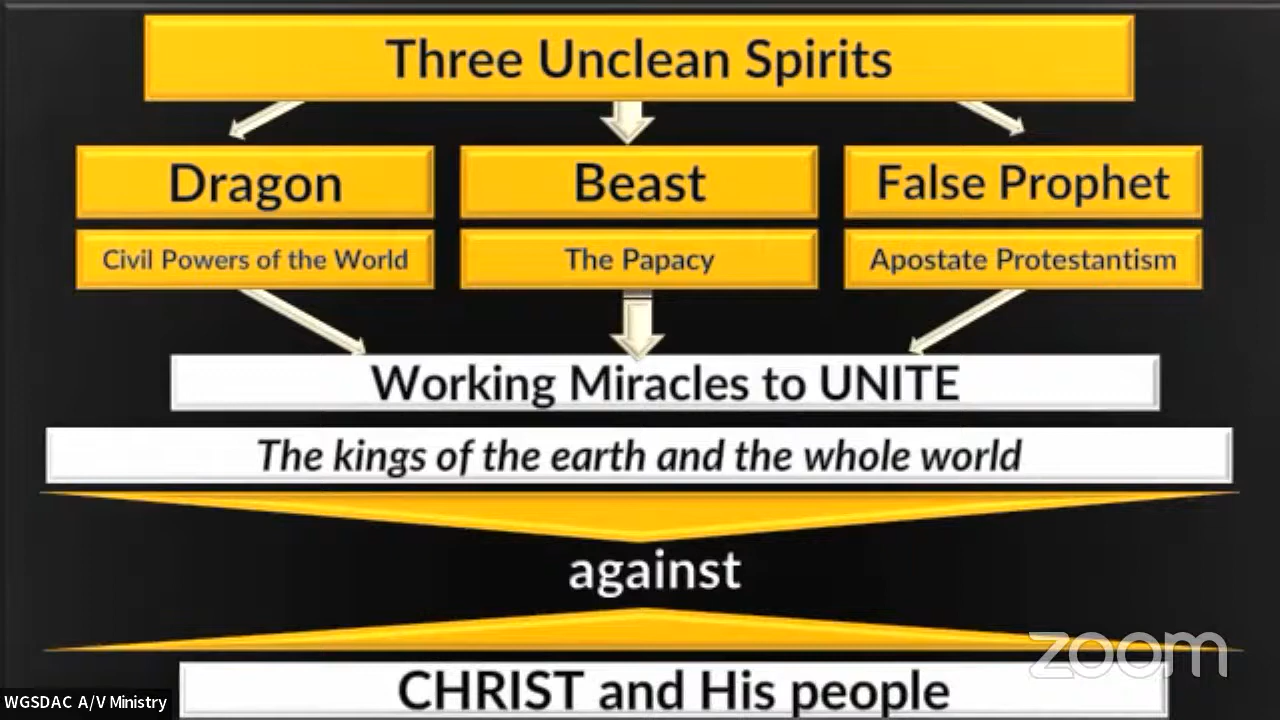 Three Unclean Spirits
Dragon
Beast
False Prophet
Civil Powers of the World
The Papacy
Apostate Protestantism
Working Miracles to UNITE
The kings of the earth and the whole world
against
zoom
CHRIST and His people
WGSDAC A/V Ministry